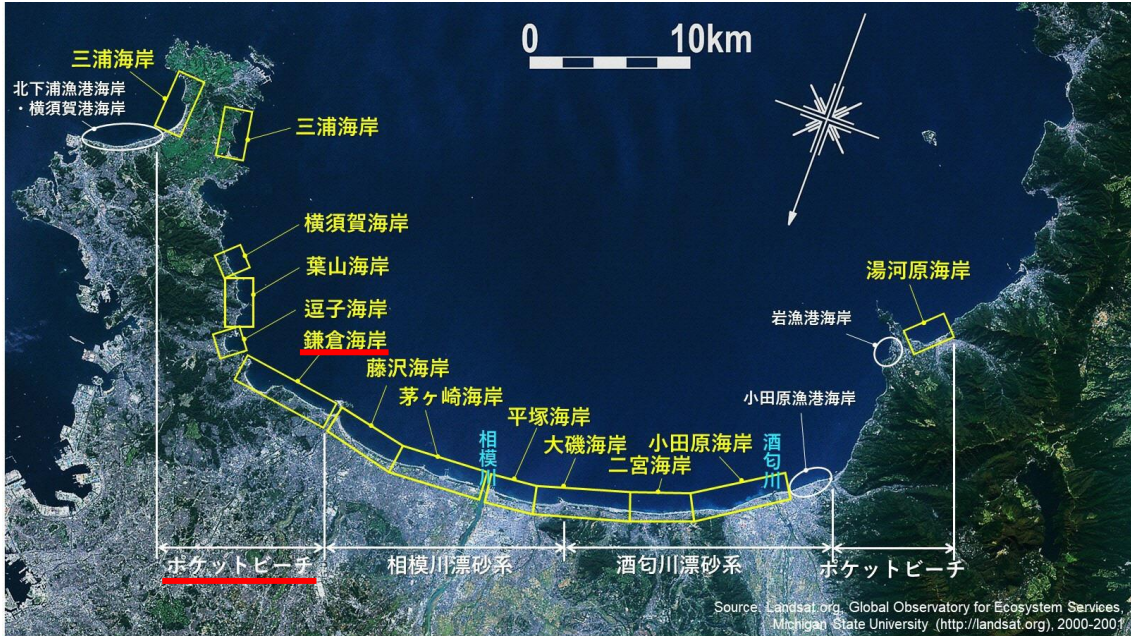 0 10km
三浦海岸
北下浦漁港海岸
・横須賀港海岸
三浦海岸
横須賀海岸
葉山海岸
逗子海岸
鎌倉海岸
藤沢海岸
茅ヶ崎海岸
相模川
平塚海岸
大磯海岸
二宮海岸
小田原海岸
酒匂川
小田原漁港海岸
岩漁港海岸
湯河原海岸
ポケットビーチ
相模川漂砂系
酒匂川漂砂系
ポケットビーチ
Source: Landsat.org, Global Observatory for Ecosystem Services,
Michigan State University (http://landsat.org), 2000-2001